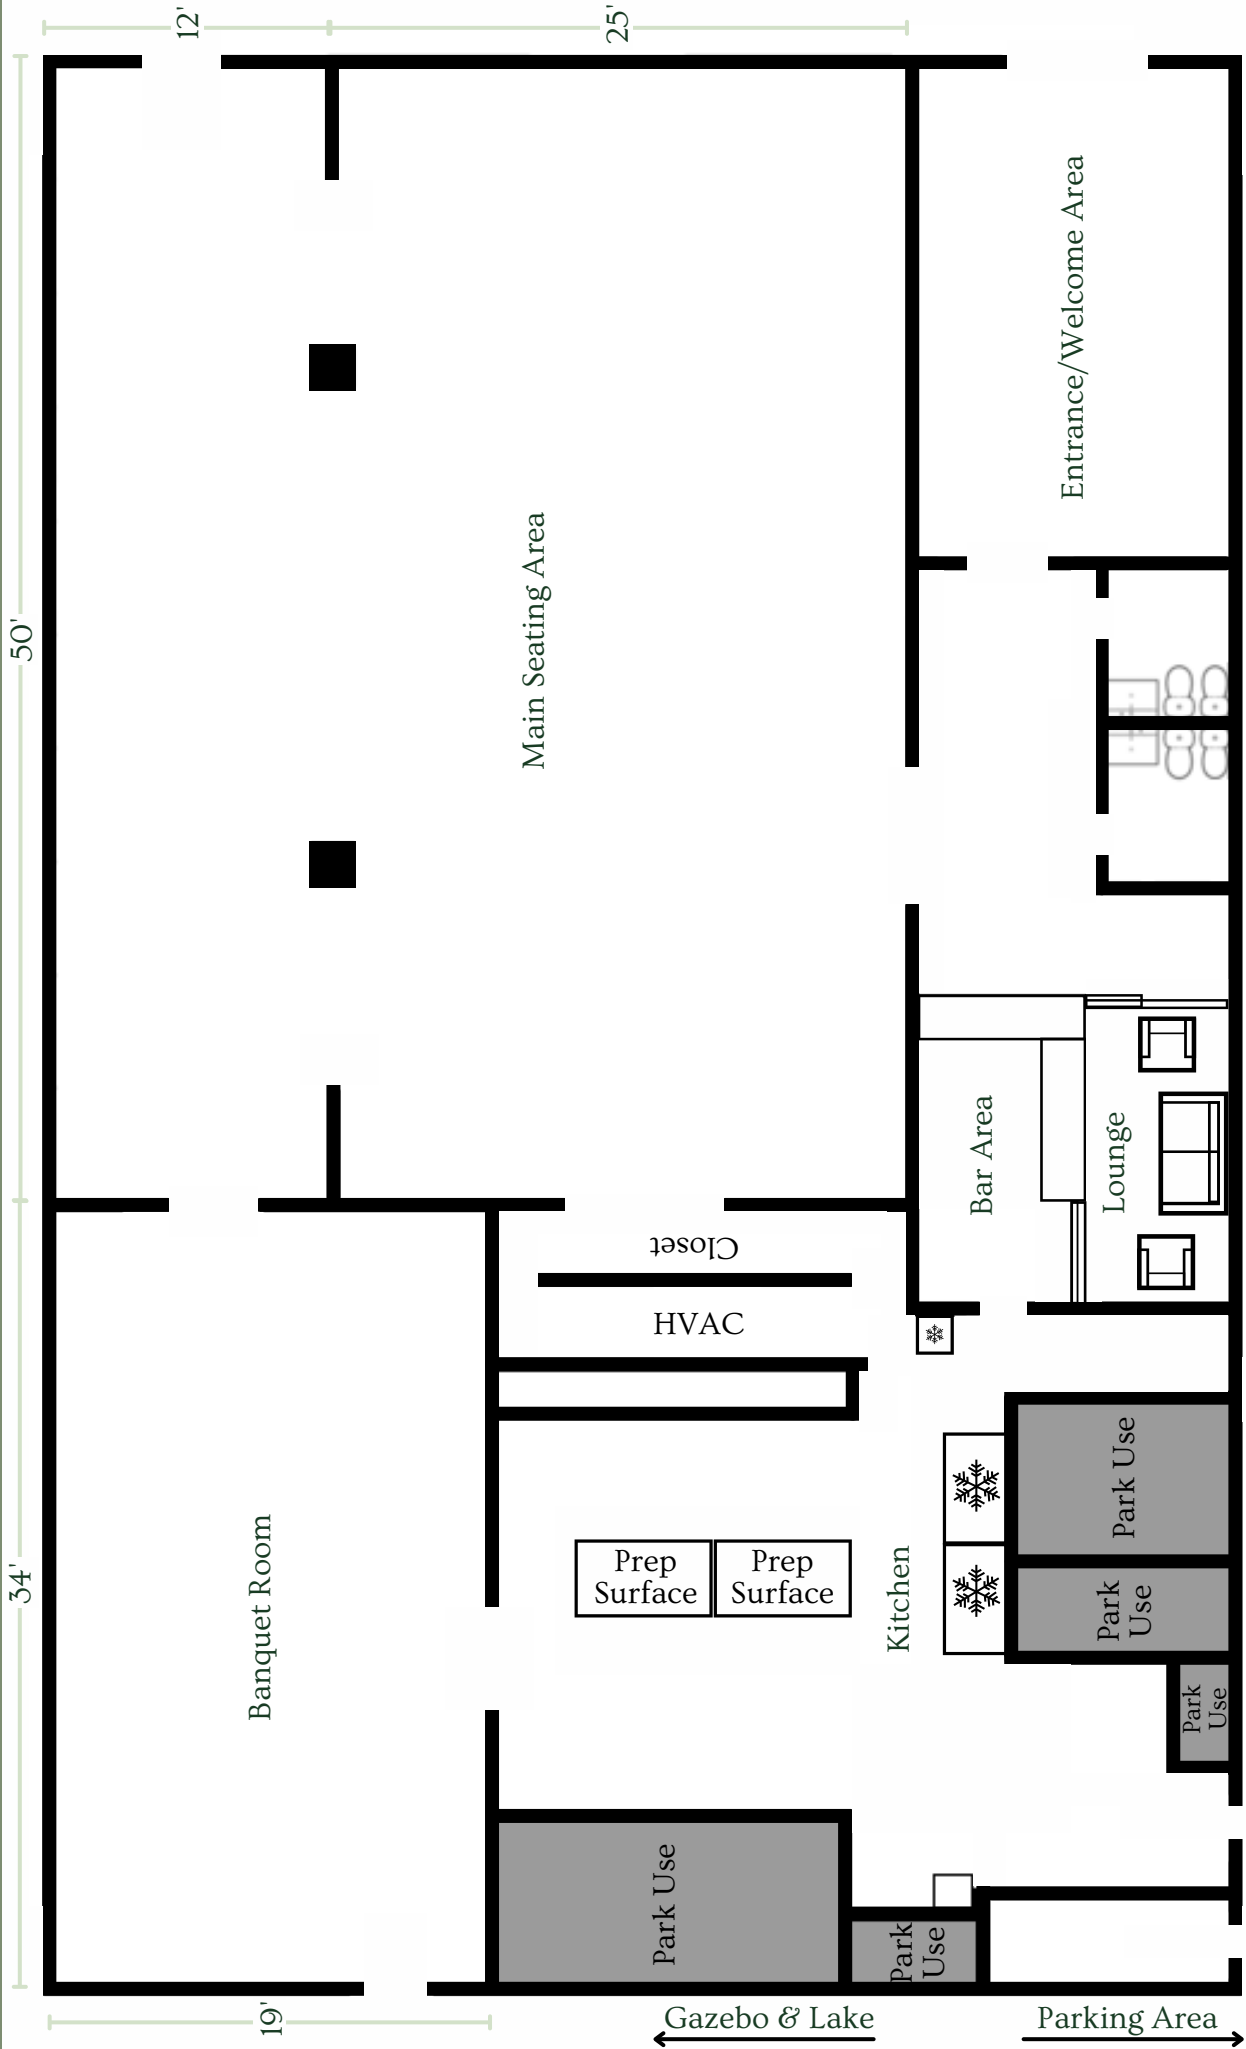 12'
25'
Entrance/Welcome Area
50'
Main Seating Area
Bar Area
Lounge
Closet
HVAC
Park Use
34'
Banquet Room
Prep
Surface
Prep
Surface
Kitchen
Park
Use
Park
Use
Park Use
Park
Use
19'
Gazebo & Lake
Parking Area